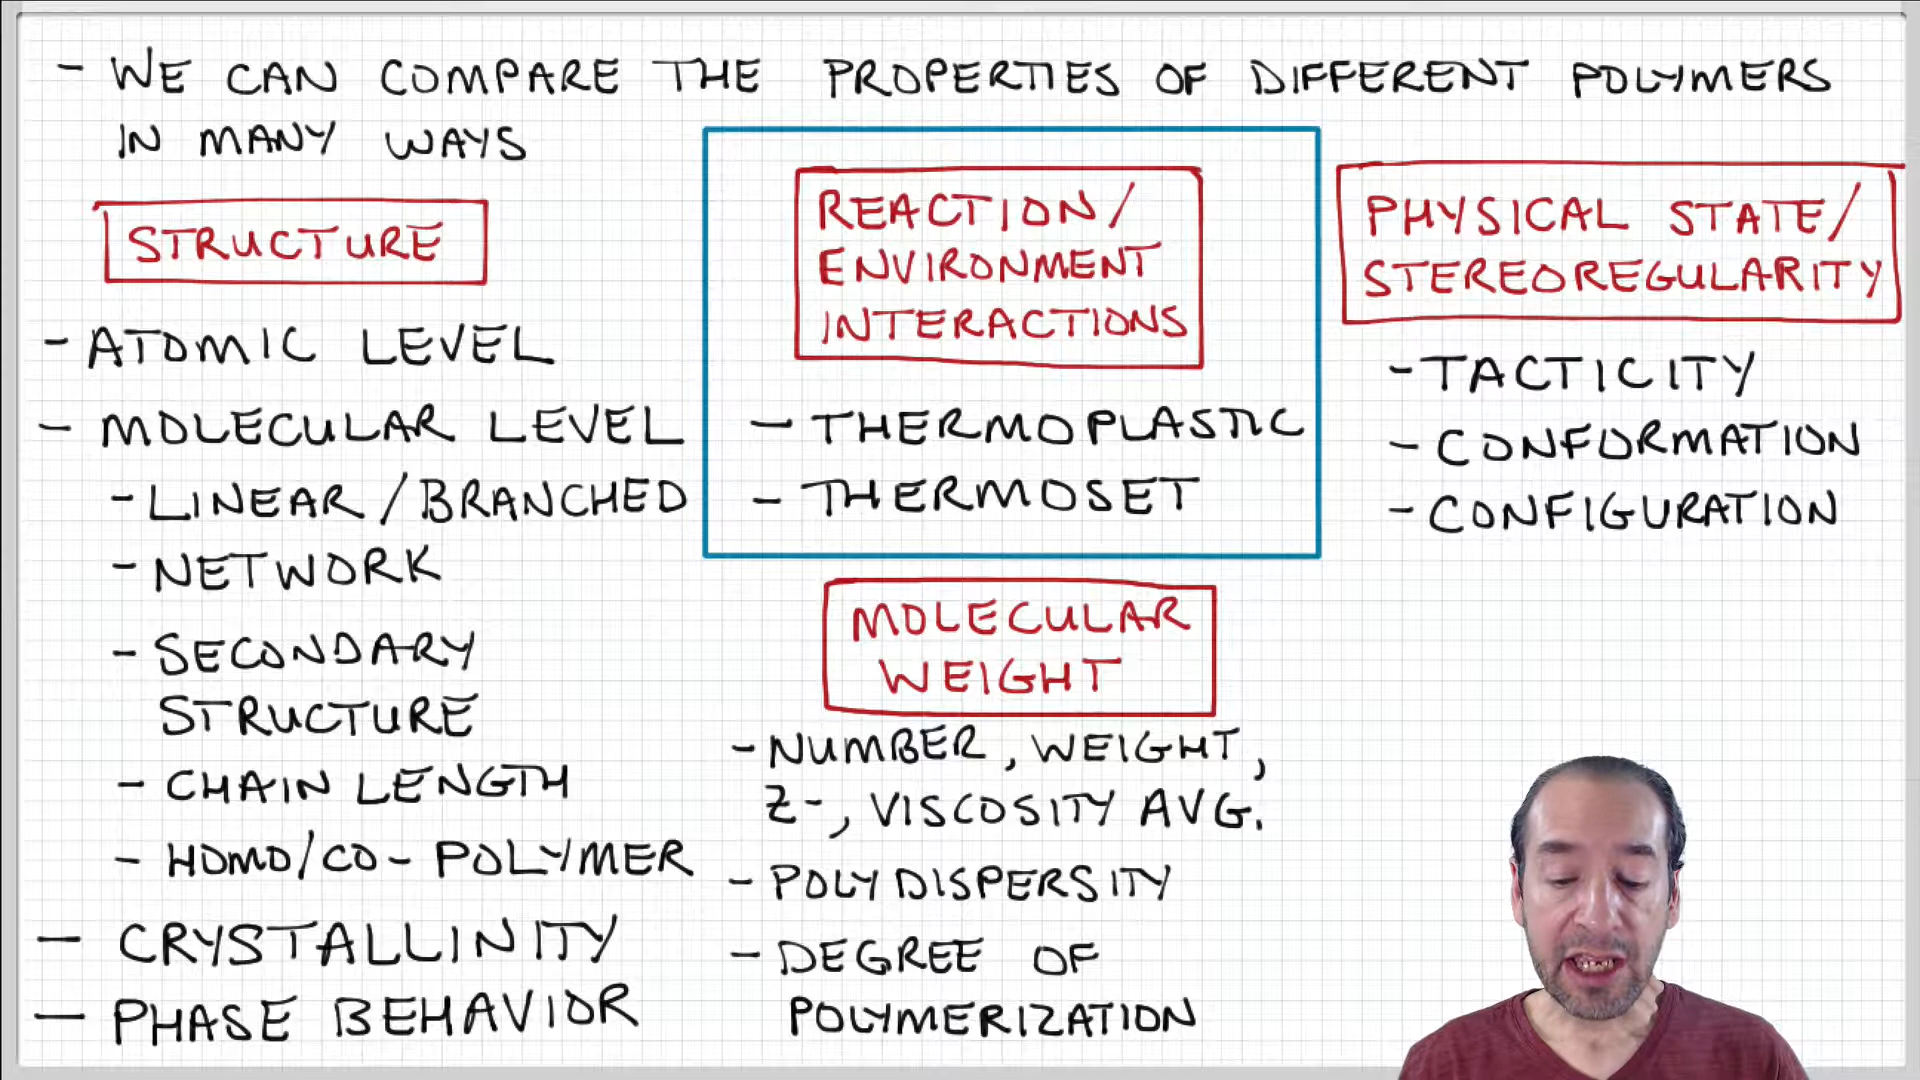 - WE CAN COMPARE THE PROPERTIES OF DIFFERENT POLYMERS
IN MANY WAYS
STRUCTURE
- ATOMIC LEVEL
- MOLECULAR LEVEL
- LINEAR/BRANCHED
- NETWORK
- SECONDARY
STRUCTURE
- CHAIN LENGTH
- HOMO/CO-POLYMER
- CRYSTALLINITY
- PHASE BEHAVIOR
REACTION/
ENVIRONMENT
INTERACTIONS
- THERMOPLASTIC
- THERMOSET
MOLECULAR
WEIGHT
- NUMBER, WEIGHT,
Z-, VISCOSITY AVG.
- POLYDISPERSITY
- DEGREE OF
POLYMERIZATION
PHYSICAL STATE/
STEREOREGULARITY
- TACTICITY
- CONFORMATION
- CONFIGURATION